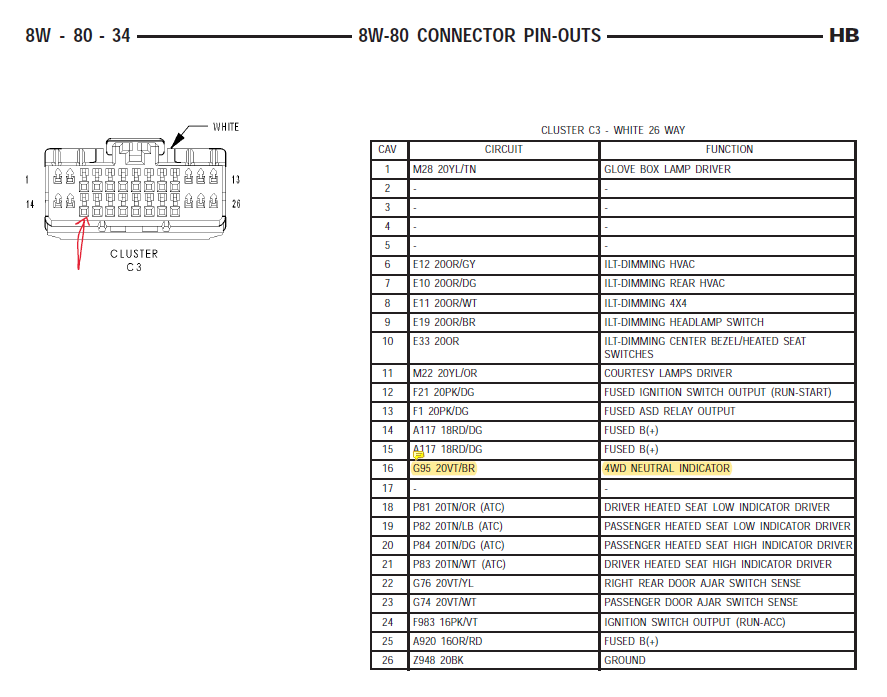 8W - 80 - 34 8W-80 CONNECTOR PIN-OUTS HB
WHITE
1 13
14 26
CLUSTER
C3
CLUSTER C3 - WHITE 26 WAY
CAV CIRCUIT FUNCTION
1 M28 20YL/TN GLOVE BOX LAMP DRIVER
2 - -
3 - -
4 - -
5 - -
6 E12 20OR/GY ILT-DIMMING HVAC
7 E10 20OR/DG ILT-DIMMING REAR HVAC
8 E11 20OR/WT ILT-DIMMING 4X4
9 E19 20OR/BR ILT-DIMMING HEADLAMP SWITCH
10 E33 20OR ILT-DIMMING CENTER BEZEL/HEATED SEAT
SWITCHES
11 M22 20YL/OR COURTESY LAMPS DRIVER
12 F21 20PK/DG FUSED IGNITION SWITCH OUTPUT (RUN-START)
13 F1 20PK/DG FUSED ASD RELAY OUTPUT
14 A117 18RD/DG FUSED B(+)
15 A117 18RD/DG FUSED B(+)
16 G95 20VT/BR 4WD NEUTRAL INDICATOR
17 - -
18 P81 20TN/OR (ATC) DRIVER HEATED SEAT LOW INDICATOR DRIVER
19 P82 20TN/LB (ATC) PASSENGER HEATED SEAT LOW INDICATOR DRIVER
20 P84 20TN/DG (ATC) PASSENGER HEATED SEAT HIGH INDICATOR DRIVER
21 P83 20TN/WT (ATC) DRIVER HEATED SEAT HIGH INDICATOR DRIVER
22 G76 20VT/YL RIGHT REAR DOOR AJAR SWITCH SENSE
23 G74 20VT/WT PASSENGER DOOR AJAR SWITCH SENSE
24 F983 16PK/VT IGNITION SWITCH OUTPUT (RUN-ACC)
25 A920 16OR/RD FUSED B(+)
26 Z948 20BK GROUND